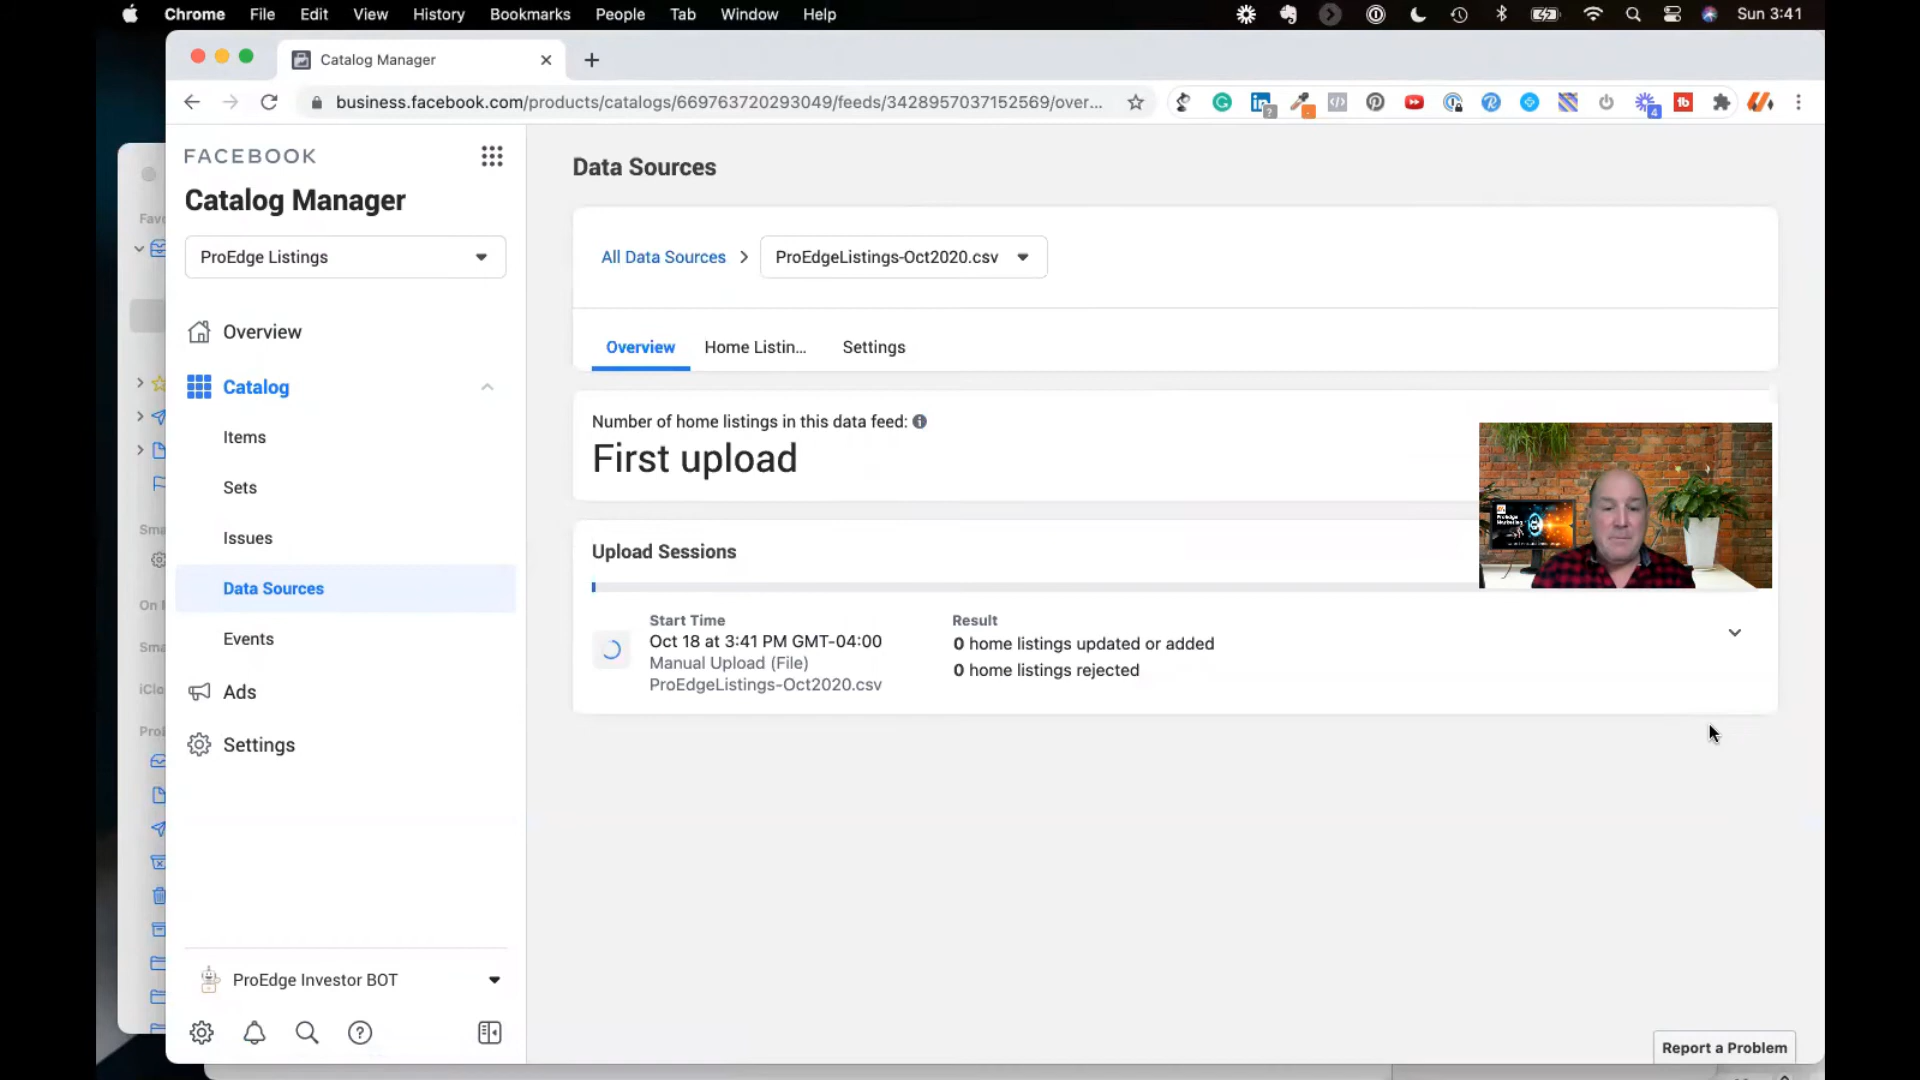 Chrome File Edit View History Bookmarks People Tab Window Help Sun 3:41
Catalog Manager
business.facebook.com/products/catalogs/669763720293049/feeds/3428957037152569/over...
FACEBOOK
Catalog Manager
ProEdge Listings
Overview
Catalog
Items
Sets
Issues
Data Sources
Events
Ads
Settings
ProEdge Investor BOT
Data Sources
All Data Sources ProEdgeListings-Oct2020.csv
Overview Home Listin... Settings
Number of home listings in this data feed:
First upload
Upload Sessions
Start Time
Oct 18 at 3:41 PM GMT-04:00
Manual Upload (File)
ProEdgeListings-Oct2020.csv
Result
0 home listings updated or added
0 home listings rejected
Report a Problem